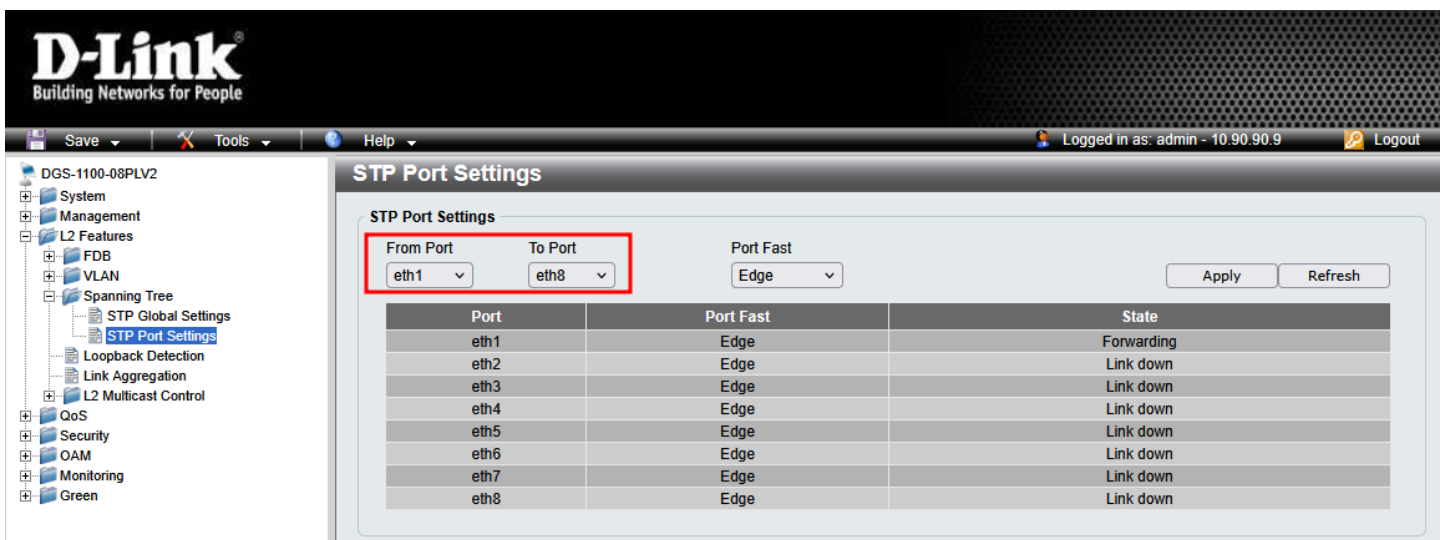 D-Link®
Building Networks for People
Save Tools Help Logged in as: admin - 10.90.90.9 Logout
DGS-1100-08PLV2
System
Management
L2 Features
FDB
VLAN
Spanning Tree
STP Global Settings
STP Port Settings
Loopback Detection
Link Aggregation
L2 Multicast Control
QoS
Security
OAM
Monitoring
Green
STP Port Settings
STP Port Settings
From Port To Port Port Fast
eth1 eth8 Edge Apply Refresh
Port Port Fast State
eth1 Edge Forwarding
eth2 Edge Link down
eth3 Edge Link down
eth4 Edge Link down
eth5 Edge Link down
eth6 Edge Link down
eth7 Edge Link down
eth8 Edge Link down